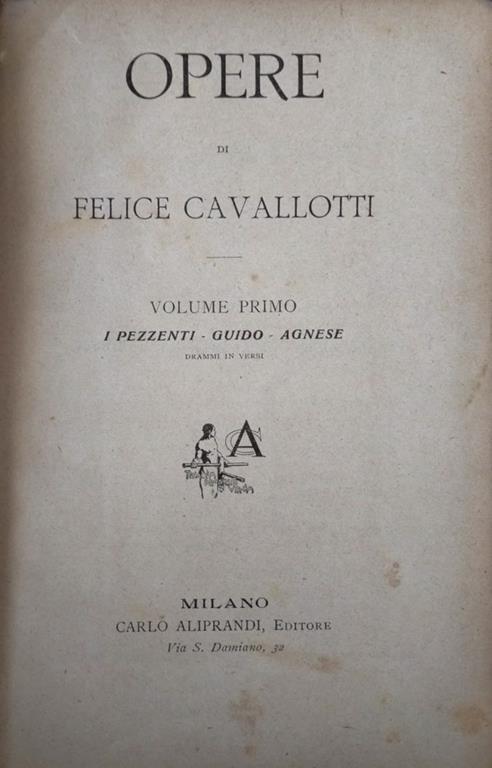 OPERE
DI
FELICE CAVALLOTTI
VOLUME PRIMO
I PEZZENTI - GUIDO - AGNESE
DRAMMI IN VERSI
CA
MILANO
CARLO ALIPRANDI, EDITORE
Via S. Damiano, 32